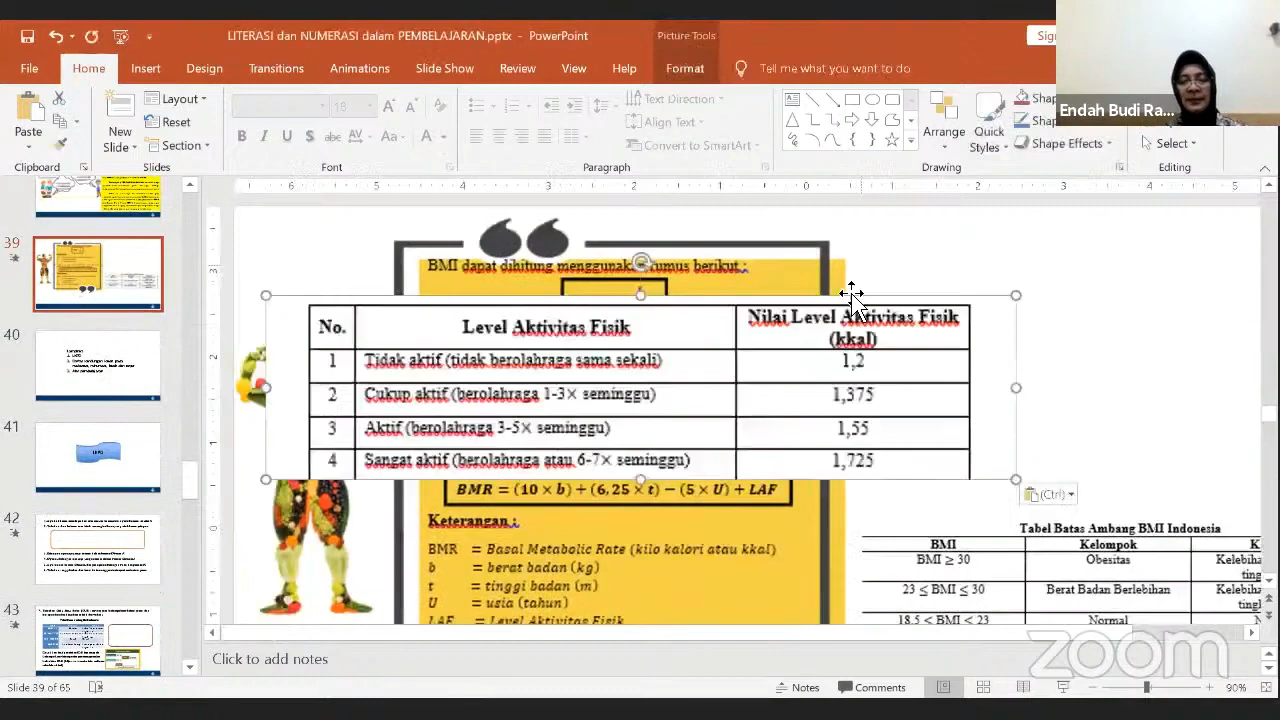 LITERASI dan NUMERASI dalam PEMBELAJARAN.pptx - PowerPoint
Picture Tools
File Home Insert Design Transitions Animations Slide Show Review View Help Format Tell me what you want to do
Endah Budi Ra...
Paste
Clipboard
New Slide
Layout
Reset
Section
Slides
18
Font
Text Direction
Align Text
Convert to SmartArt
Paragraph
Arrange
Quick Styles
Shape Effects
Drawing
Select
Editing
39
40
41
42
43
BMI dapat dihitung menggunakan rumus berikut :
No. Level Aktivitas Fisik Nilai Level Aktivitas Fisik (kkal)
1 Tidak aktif (tidak berolahraga sama sekali) 1,2
2 Cukup aktif (berolahraga 1-3× seminggu) 1,375
3 Aktif (berolahraga 3-5× seminggu) 1,55
4 Sangat aktif (berolahraga atau 6-7× seminggu) 1,725
(Ctrl)
BMR = (10 × b) + (6,25 × t) − (5 × U) + LAF
Keterangan :
BMR = Basal Metabolic Rate (kilo kalori atau kkal)
b = berat badan (kg)
t = tinggi badan (m)
U = usia (tahun)
LAF = Level Aktivitas Fisik
Tabel Batas Ambang BMI Indonesia
BMI Kelompok K
BMI ≥ 30 Obesitas Kelebiha
ting
23 ≤ BMI ≤ 30 Berat Badan Berlebihan Kelebiha
tingl
18.5 < BMI < 23 Normal N
Click to add notes
zoom
Slide 39 of 65 Notes Comments 90%